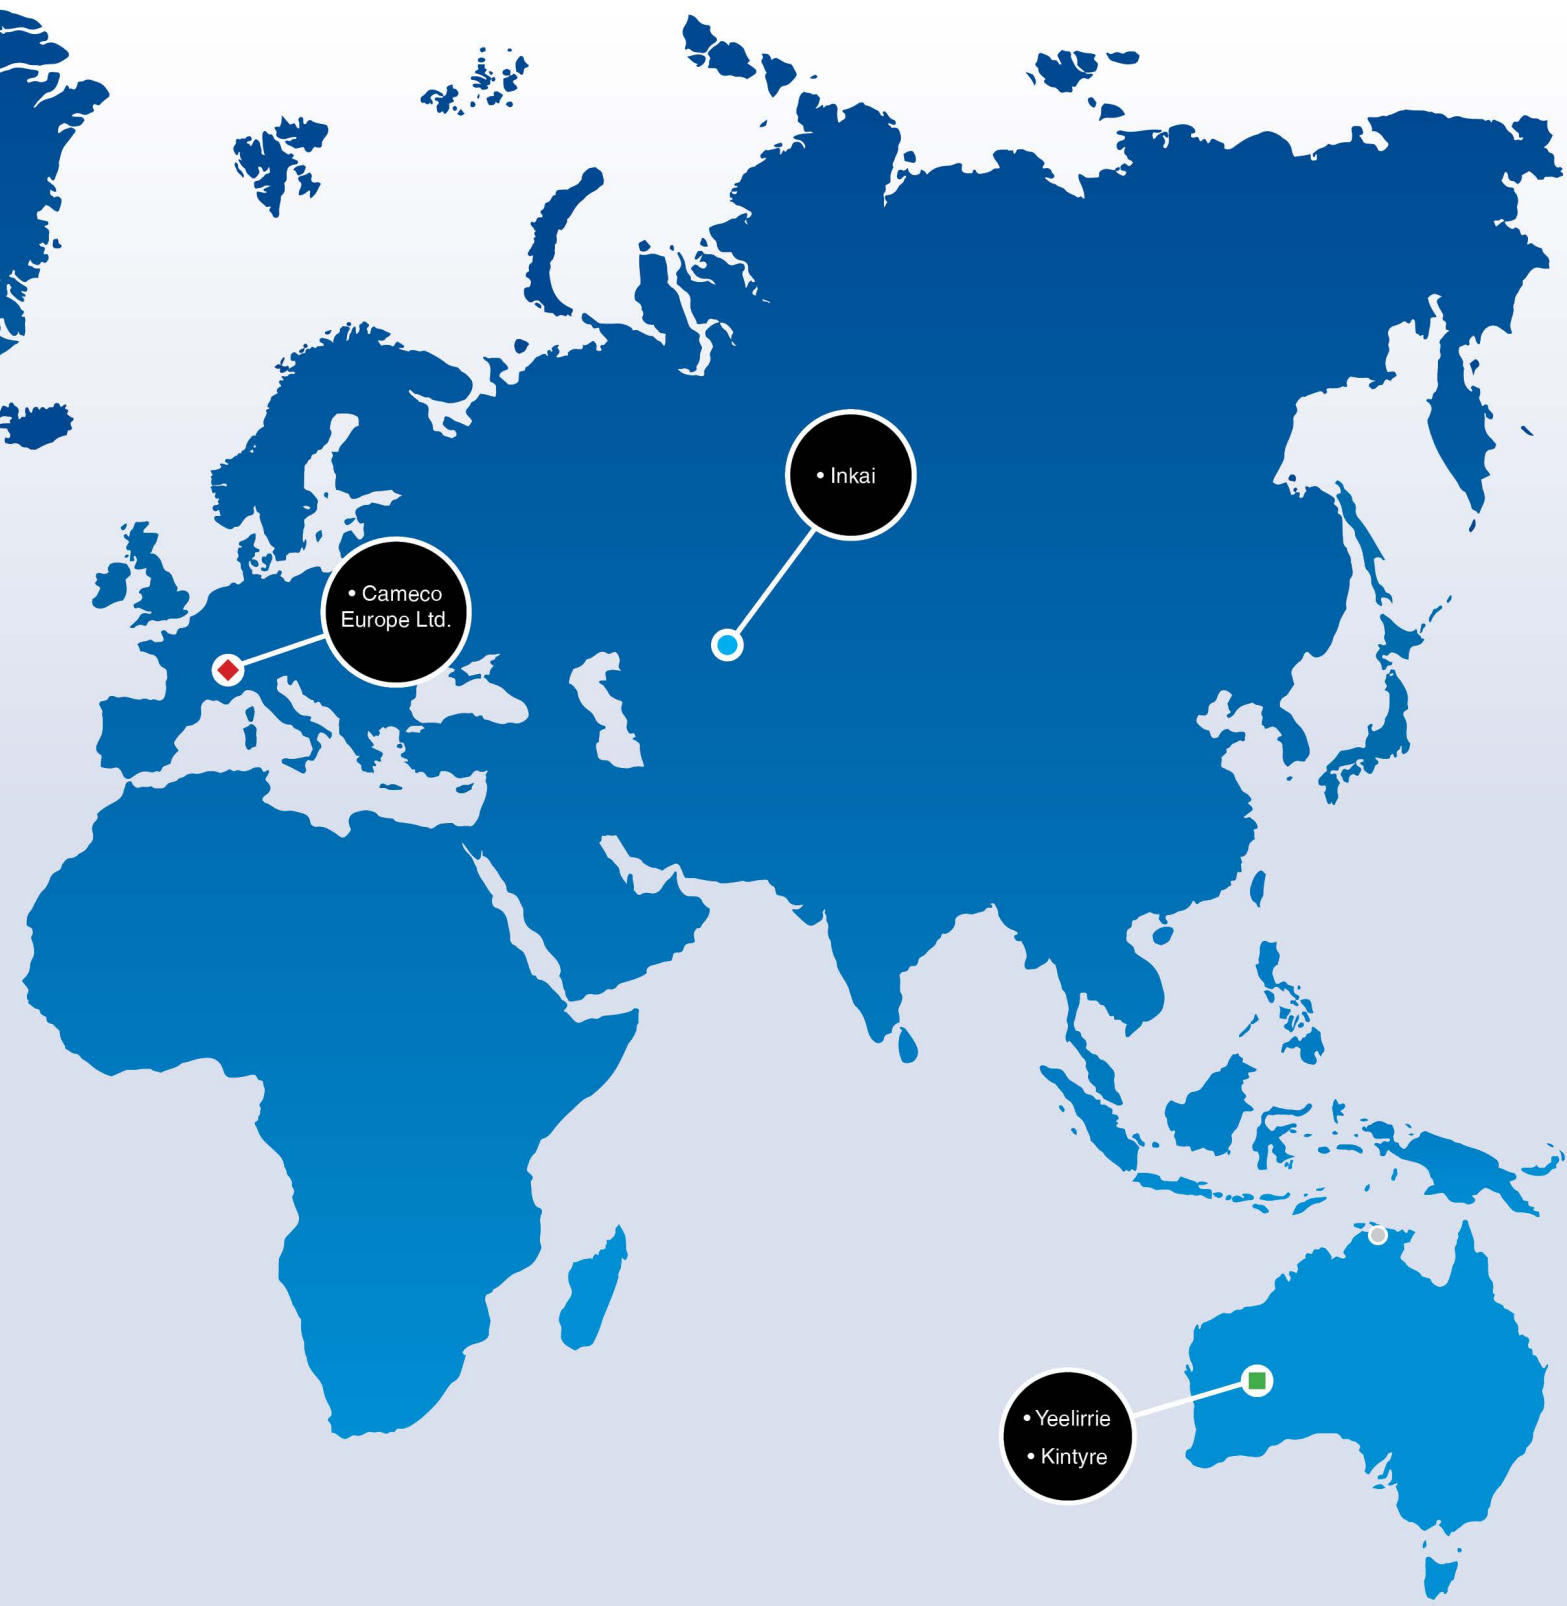 • Inkai
• Cameco
Europe Ltd.
• Yeelirrie
• Kintyre